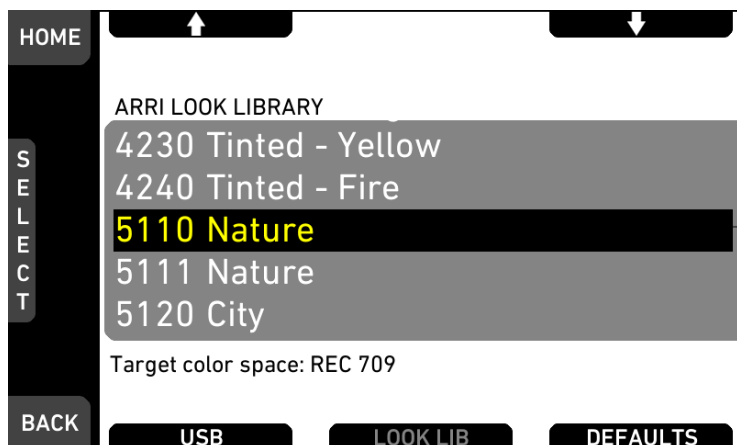 HOME
ARRI LOOK LIBRARY
4230 Tinted - Yellow
4240 Tinted - Fire
5110 Nature
5111 Nature
5120 City
SELECT
Target color space: REC 709
BACK
USB
LOOK LIB
DEFAULTS